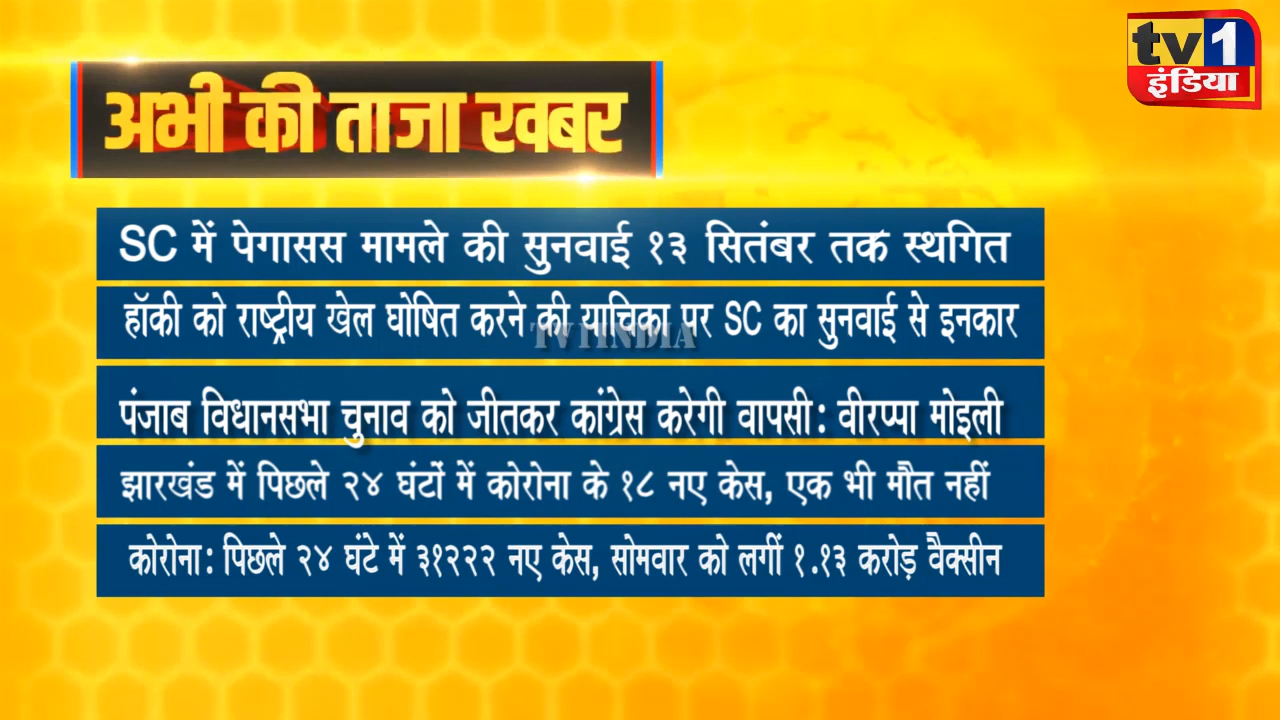 tv1
इंडिया
अभी की ताजा खबर
SC में पेगासस मामले की सुनवाई १३ सितंबर तक स्थगित
हॉकी को राष्ट्रीय खेल घोषित करने की याचिका पर SC का सुनवाई से इनकार
TV 1 INDIA
पंजाब विधानसभा चुनाव को जीतकर कांग्रेस करेगी वापसी: वीरप्पा मोइली
झारखंड में पिछले २४ घंटों में कोरोना के १८ नए केस, एक भी मौत नहीं
कोरोना: पिछले २४ घंटे में ३१२२२ नए केस, सोमवार को लगीं १.१३ करोड़ वैक्सीन